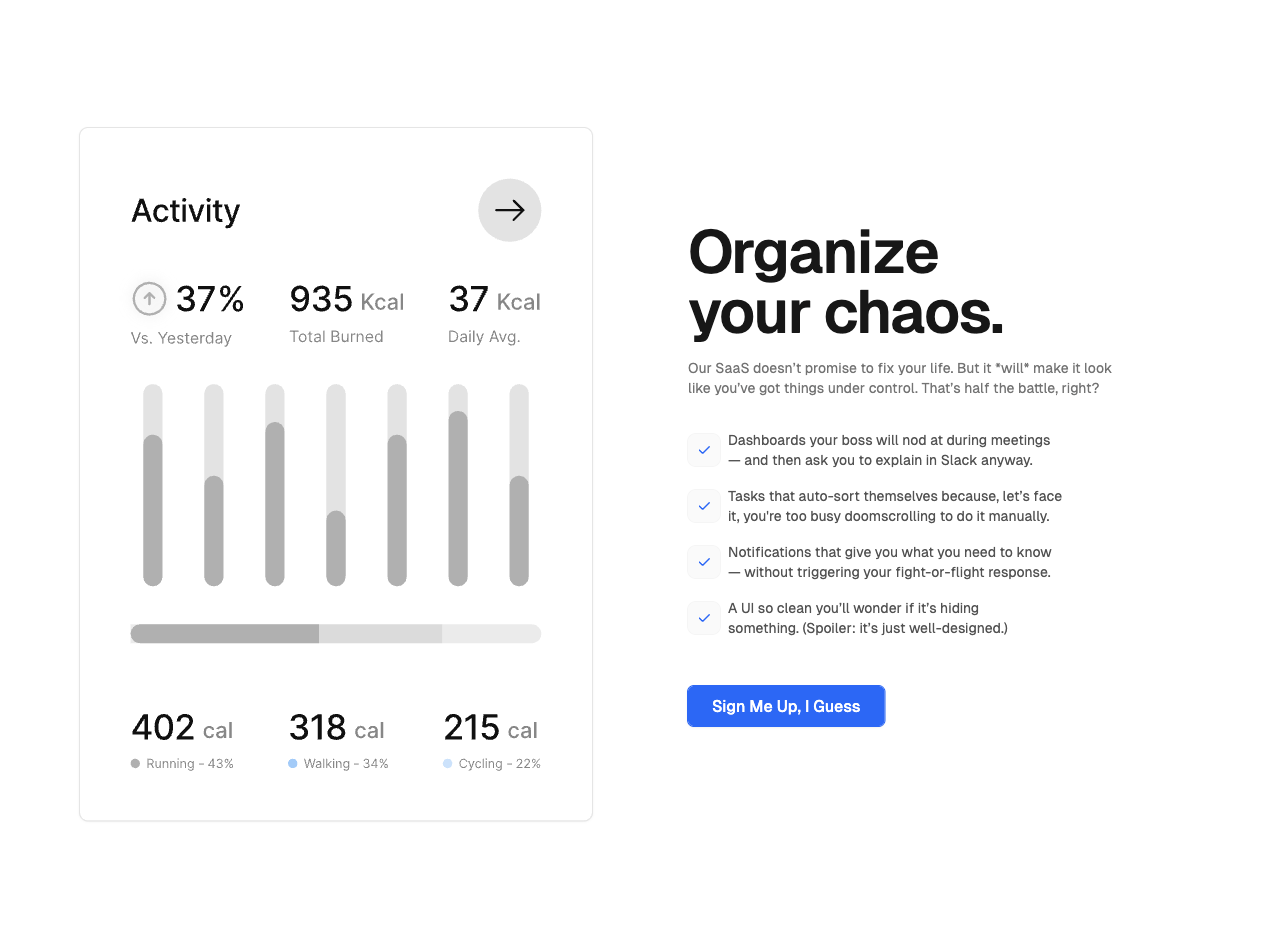 Activity
37%
Vs. Yesterday
935 Kcal
Total Burned
37 Kcal
Daily Avg.
402 cal
Running - 43%
318 cal
Walking - 34%
215 cal
Cycling - 22%
Organize
your chaos.
Our SaaS doesn’t promise to fix your life. But it *will* make it look
like you’ve got things under control. That’s half the battle, right?
Dashboards your boss will nod at during meetings
— and then ask you to explain in Slack anyway.
Tasks that auto-sort themselves because, let’s face
it, you're too busy doomscrolling to do it manually.
Notifications that give you what you need to know
— without triggering your fight-or-flight response.
A UI so clean you’ll wonder if it’s hiding
something. (Spoiler: it’s just well-designed.)
Sign Me Up, I Guess